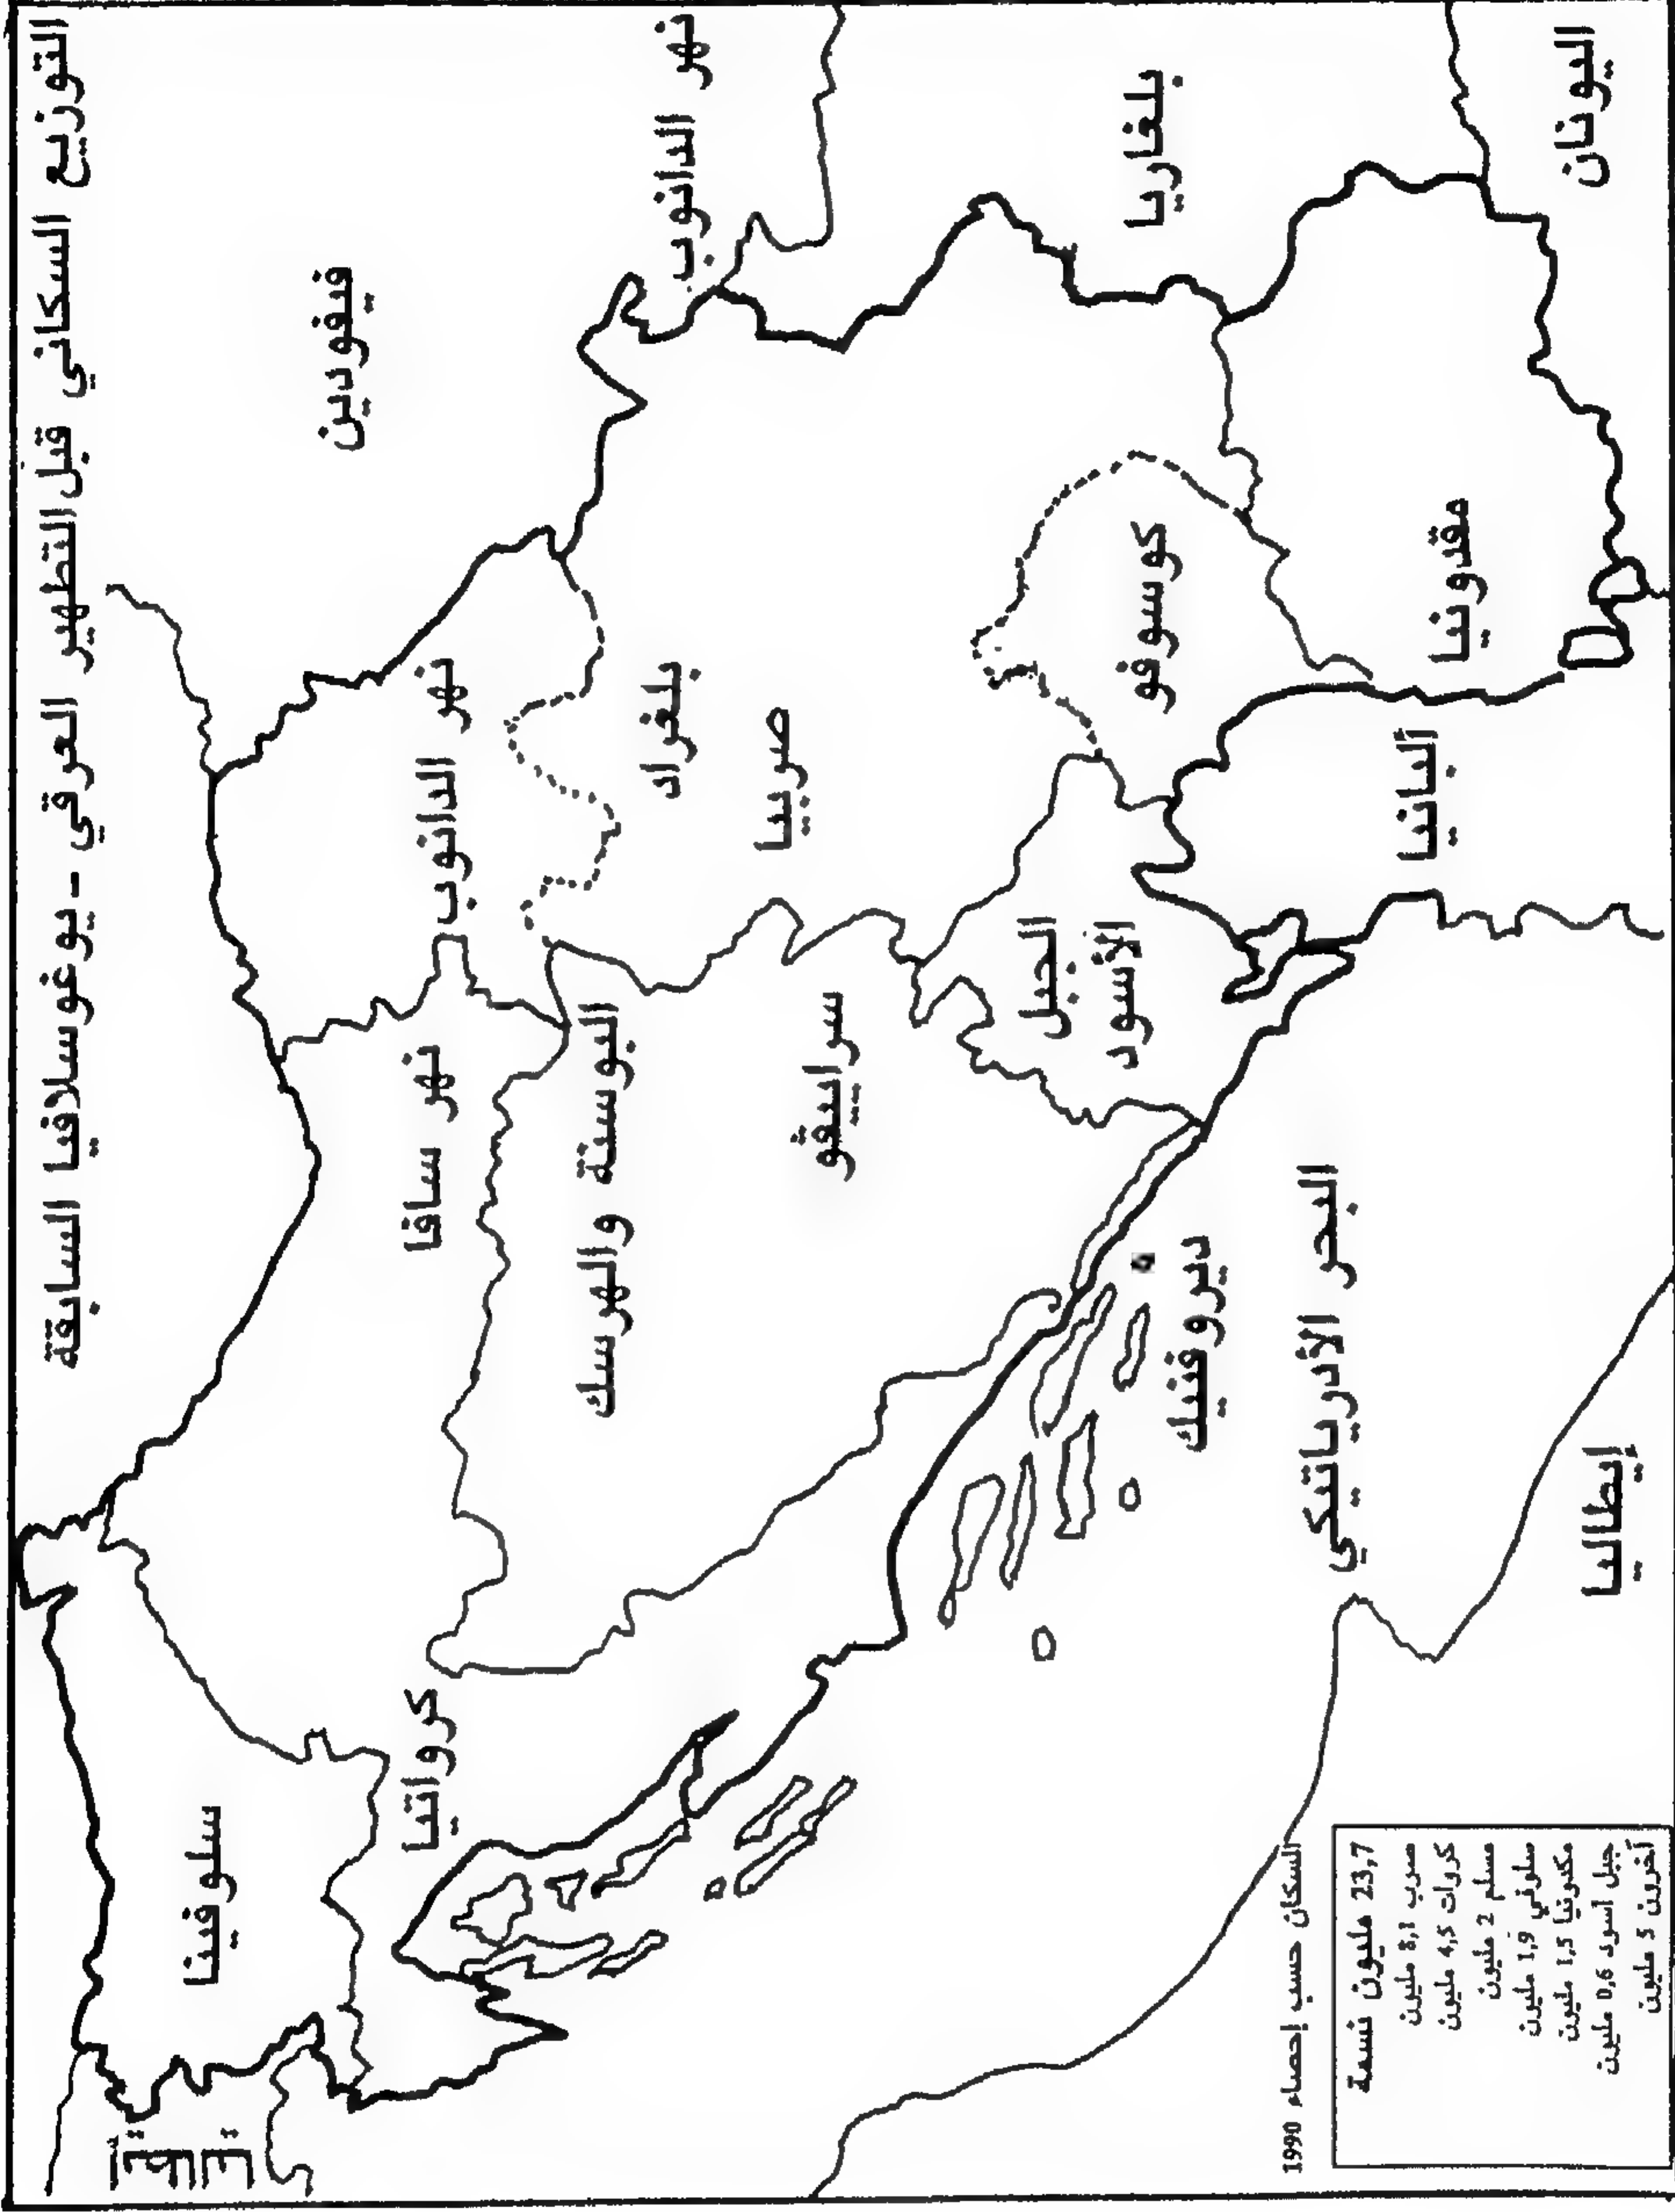 التوزيع السكاني قبل التطهير العرقي - يوغوسلافيا السابقة
فيفودين
نهر الدانوب
بلغاريا
اليونان
نهر الدانوب
بلغراد
صربيا
كوسوفو
مقدونيا
ألبانيا
نهر سافا
البوسنة والهرسك
سراييفو
الجبل
الأسود
ديروفنيك
البحر الأدرياتيكي
إيطاليا
سلوفينا
كرواتيا
السكان حسب إحصاء 1990
23,7 مليون نسمة
صرب 8,1 مليون
كروات 4,5 مليون
مسلم 2 مليون
سلوفي 1,9 مليون
مكدونيا 1,5 مليون
جبل أسود 0,6 مليون
آخرون 5 مليون